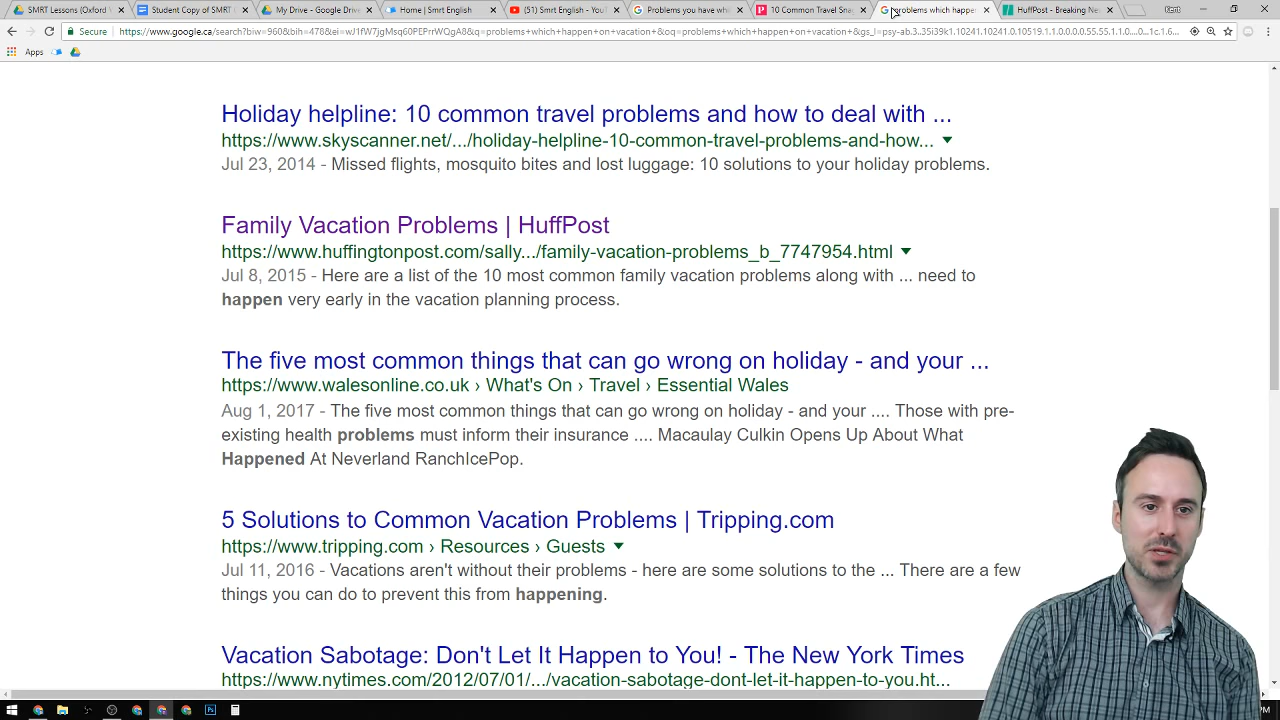 SMRT Lessons (Oxford
Student Copy of SMRT
My Drive - Google Drive
Home | Smrt English
(51) Smrt English - You
Problems you have whi
10 Common Travel Snag
problems which happen
HuffPost - Breaking Ne
Secure
Apps
Holiday helpline: 10 common travel problems and how to deal with ...
https://www.skyscanner.net/.../holiday-helpline-10-common-travel-problems-and-how...
Jul 23, 2014 - Missed flights, mosquito bites and lost luggage: 10 solutions to your holiday problems.
Family Vacation Problems | HuffPost
https://www.huffingtonpost.com/sally.../family-vacation-problems_b_7747954.html
Jul 8, 2015 - Here are a list of the 10 most common family vacation problems along with ... need to
happen very early in the vacation planning process.
The five most common things that can go wrong on holiday - and your ...
https://www.walesonline.co.uk › What's On › Travel › Essential Wales
Aug 1, 2017 - The five most common things that can go wrong on holiday - and your .... Those with pre-
existing health problems must inform their insurance .... Macaulay Culkin Opens Up About What
Happened At Neverland RanchIcePop.
5 Solutions to Common Vacation Problems | Tripping.com
https://www.tripping.com › Resources › Guests
Jul 11, 2016 - Vacations aren't without their problems - here are some solutions to the ... There are a few
things you can do to prevent this from happening.
Vacation Sabotage: Don't Let It Happen to You! - The New York Times
https://www.nytimes.com/2012/07/01/.../vacation-sabotage-dont-let-it-happen-to-you.ht...
PM